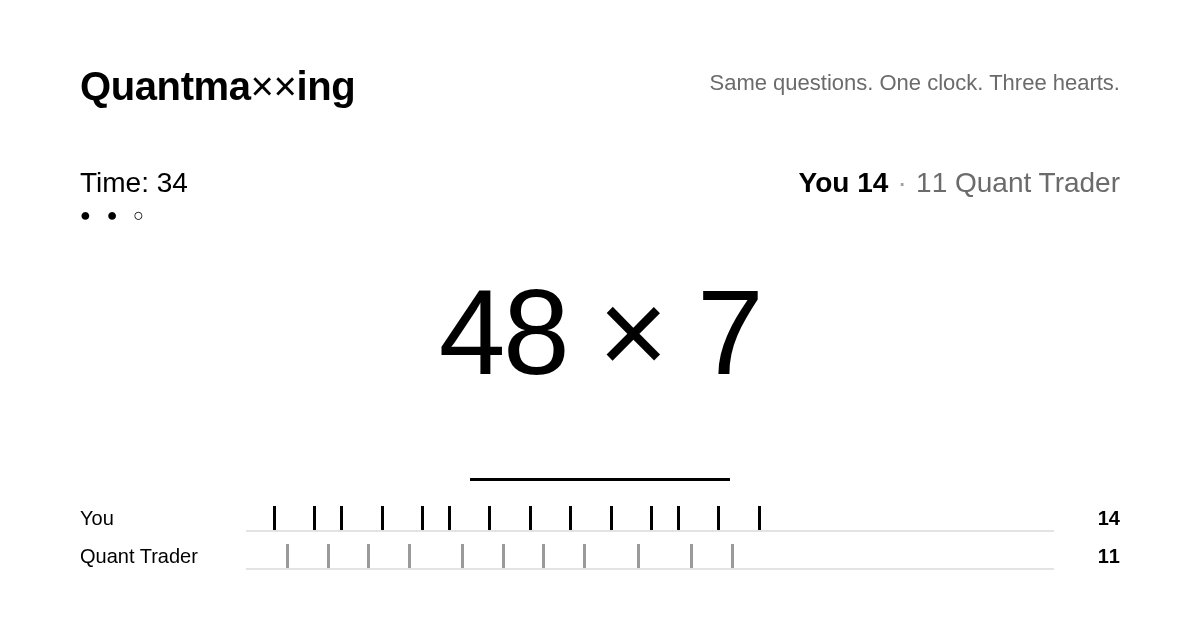 Quantma××ing
Same questions. One clock. Three hearts.
Time: 34
You 14 · 11 Quant Trader
48 × 7
You 14
Quant Trader 11